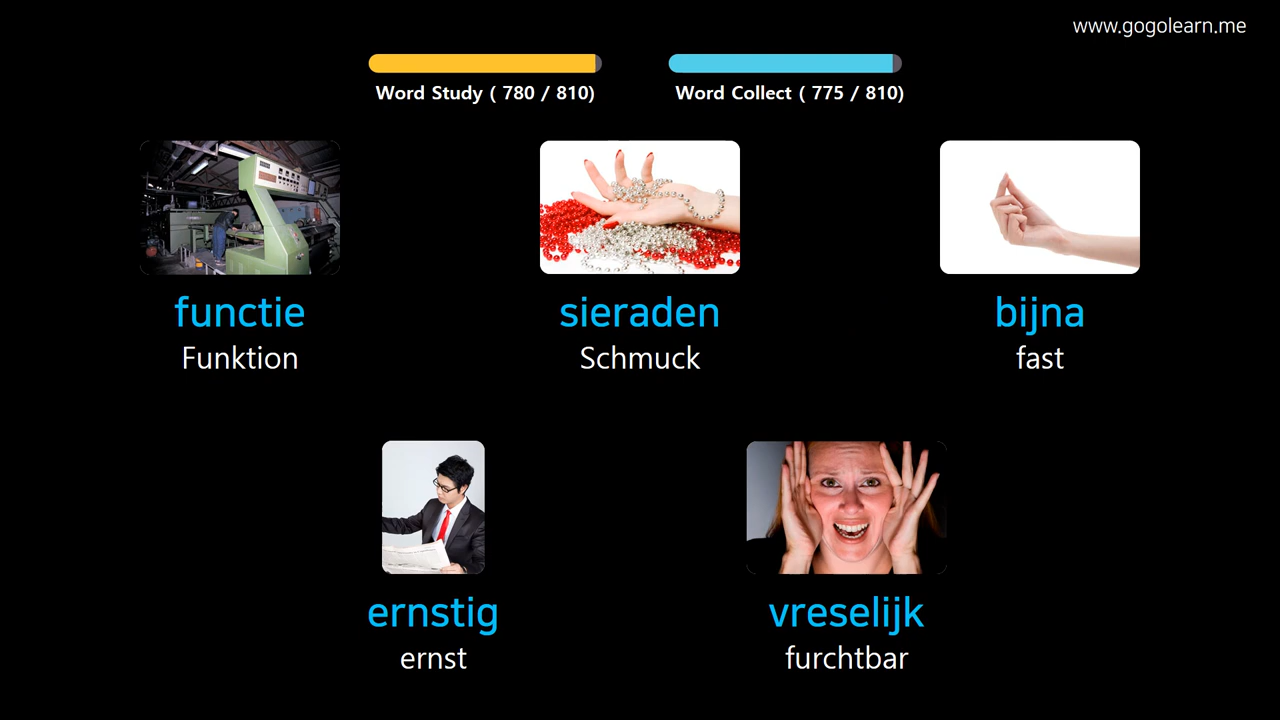 www.gogolearn.me
Word Study ( 780 / 810)
Word Collect ( 775 / 810)
functie
Funktion
sieraden
Schmuck
bijna
fast
ernstig
ernst
vreselijk
furchtbar